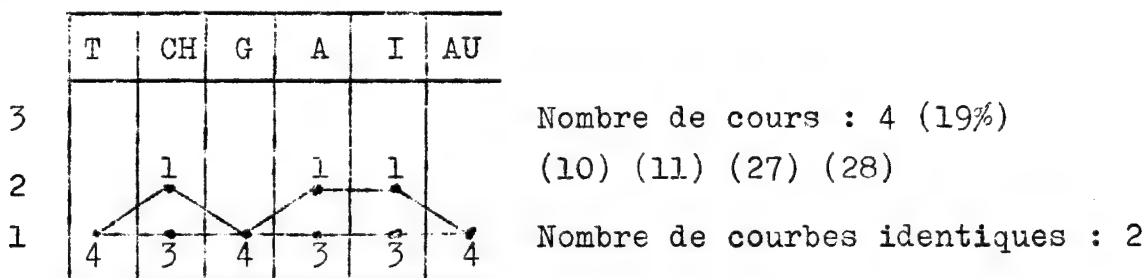 T CH G A I AU
3 Nombre de cours : 4 (19%)
1 1 1
2 (10) (11) (27) (28)
1 Nombre de courbes identiques : 2
4 3 4 3 3 4